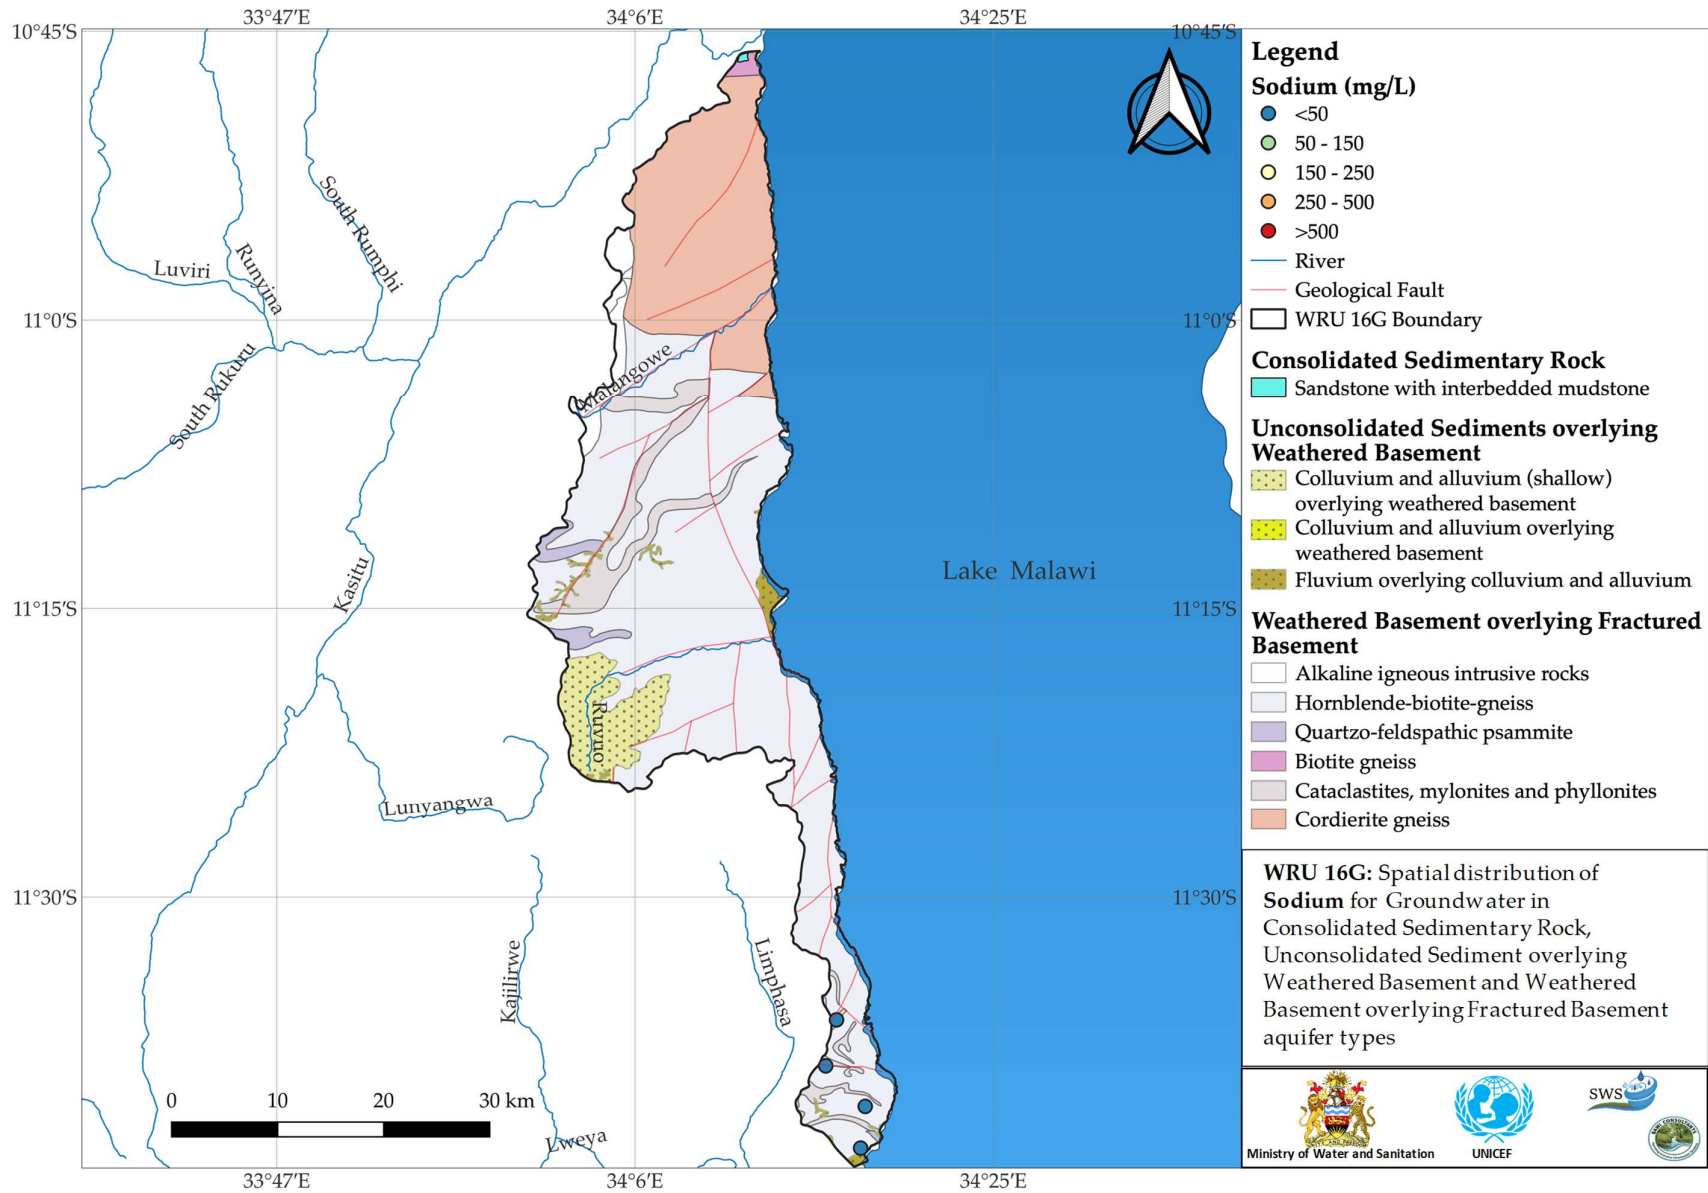 33°47'E
34°6'E
34°25'E
10°45'S
10°45'S
Legend
Sodium (mg/L)
<50
50 - 150
150 - 250
250 - 500
>500
River
Geological Fault
WRU 16G Boundary
Consolidated Sedimentary Rock
Sandstone with interbedded mudstone
Unconsolidated Sediments overlying
Weathered Basement
Colluvium and alluvium (shallow)
overlying weathered basement
Colluvium and alluvium overlying
weathered basement
Fluvium overlying colluvium and alluvium
Weathered Basement overlying Fractured
Basement
Alkaline igneous intrusive rocks
Hornblende-biotite-gneiss
Quartzo-feldspathic psammite
Biotite gneiss
Cataclastites, mylonites and phyllonites
Cordierite gneiss
WRU 16G: Spatial distribution of
Sodium for Groundwater in
Consolidated Sedimentary Rock,
Unconsolidated Sediment overlying
Weathered Basement and Weathered
Basement overlying Fractured Basement
aquifer types
Ministry of Water and Sanitation
UNICEF
SWS
South Rumphi
Luviri
Runyina
11°0'S
11°0'S
South Rukuru
Malangowe
Kasitu
Lake Malawi
11°15'S
11°15'S
Ruvuo
Lunyangwa
11°30'S
11°30'S
Kajilirwe
Limphasa
Lweya
0 10 20 30 km
33°47'E
34°6'E
34°25'E